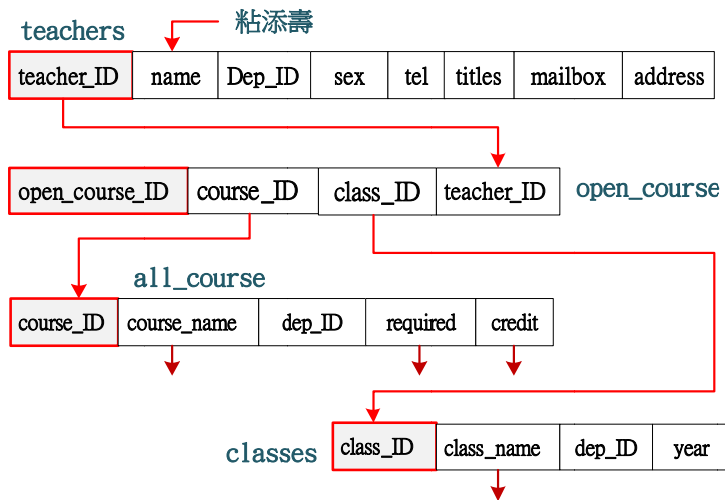 teachers
粘添壽
teacher_ID name Dep_ID sex tel titles mailbox address
open_course_ID course_ID class_ID teacher_ID
open_course
all_course
course_ID course_name dep_ID required credit
classes
class_ID class_name dep_ID year